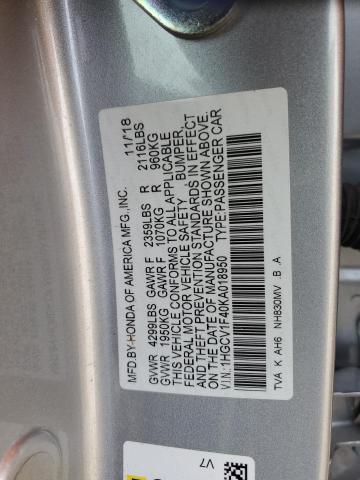 MFD.BY HONDA OF AMERICA MFG.,INC. 11/18
GVWR 4299LBS GAWR F 2359LBS R 2116LBS
GVWR 1950KG GAWR F 1070KG R 960KG
THIS VEHICLE CONFORMS TO ALL APPLICABLE
FEDERAL MOTOR VEHICLE SAFETY, BUMPER,
AND THEFT PREVENTION STANDARDS IN EFFECT
ON THE DATE OF MANUFACTURE SHOWN ABOVE.
V.I.N.:1HGCV1F40KA018950 TYPE:PASSENGER CAR
TVA K AH6 NH830MV .B .A
V7